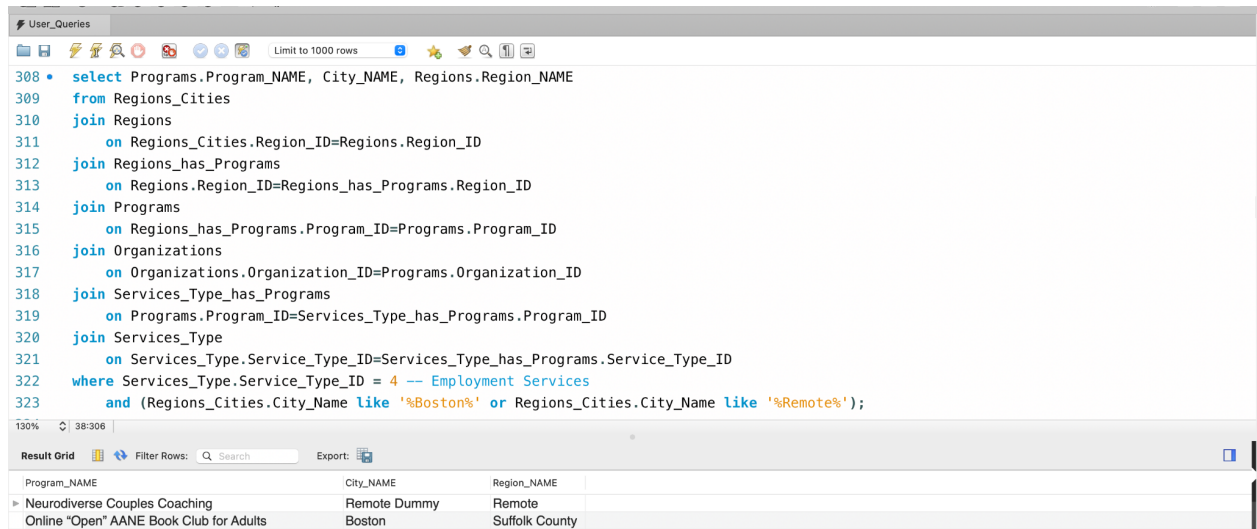 User_Queries
Limit to 1000 rows
308 select Programs.Program_NAME, City_NAME, Regions.Region_NAME
309 from Regions_Cities
310 join Regions
311 on Regions_Cities.Region_ID=Regions.Region_ID
312 join Regions_has_Programs
313 on Regions.Region_ID=Regions_has_Programs.Region_ID
314 join Programs
315 on Regions_has_Programs.Program_ID=Programs.Program_ID
316 join Organizations
317 on Organizations.Organization_ID=Programs.Organization_ID
318 join Services_Type_has_Programs
319 on Programs.Program_ID=Services_Type_has_Programs.Program_ID
320 join Services_Type
321 on Services_Type.Service_Type_ID=Services_Type_has_Programs.Service_Type_ID
322 where Services_Type.Service_Type_ID = 4 -- Employment Services
323 and (Regions_Cities.City_Name like '%Boston%' or Regions_Cities.City_Name like '%Remote%');
130% 38:306
Result Grid Filter Rows: Search Export:
Program_NAME City_NAME Region_NAME
Neurodiverse Couples Coaching Remote Dummy Remote
Online “Open” AANE Book Club for Adults Boston Suffolk County